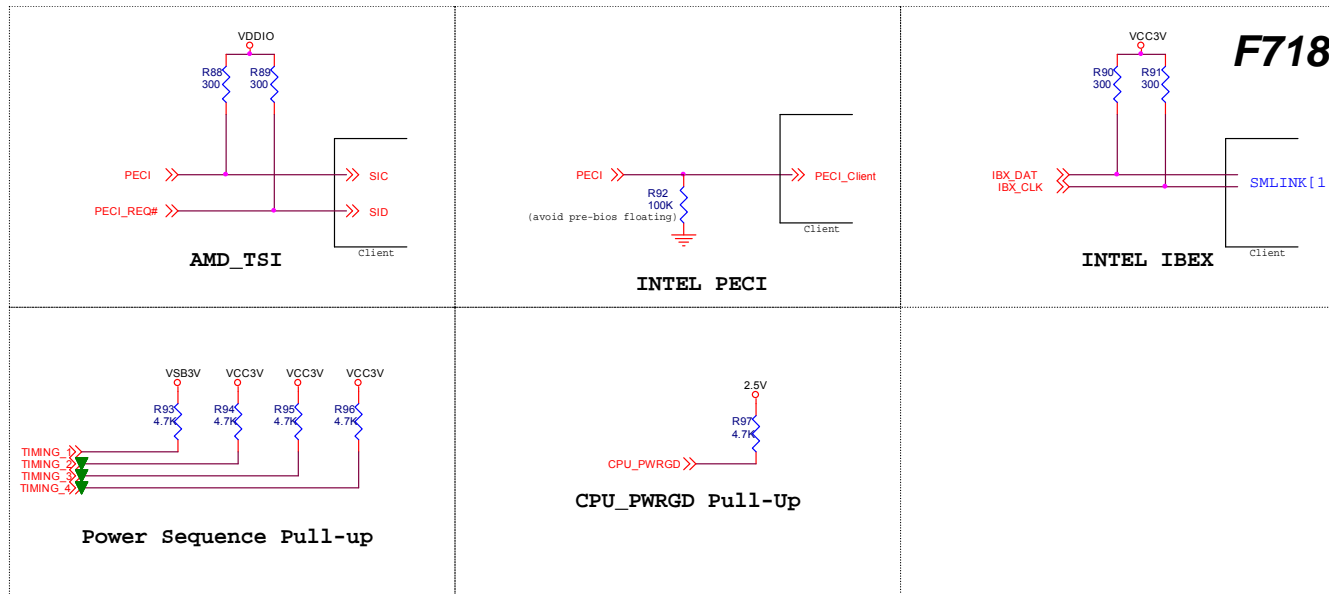 VDDIO
R88
300
R89
300
PECI
SIC
PECI_REQ#
SID
Client
AMD_TSI
PECI
PECI_Client
R92
100K
(avoid pre-bios floating)
Client
INTEL PECI
F718
VCC3V
R90
300
R91
300
IBX_DAT
IBX_CLK
SMLINK[1
Client
INTEL IBEX
VSB3V
VCC3V
VCC3V
VCC3V
R93
4.7K
R94
4.7K
R95
4.7K
R96
4.7K
TIMING_1
TIMING_2
TIMING_3
TIMING_4
Power Sequence Pull-up
2.5V
R97
4.7K
CPU_PWRGD
CPU_PWRGD Pull-Up